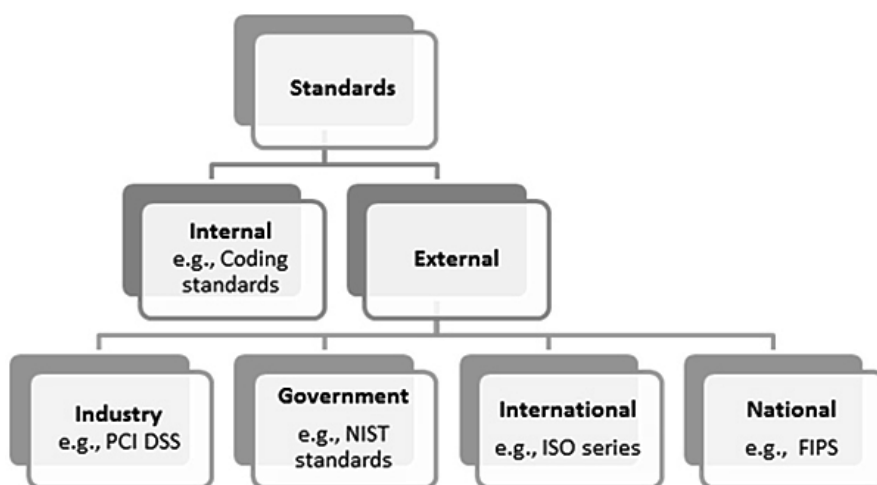 Standards
Internal
e.g., Coding
standards
External
Industry
e.g., PCI DSS
Government
e.g., NIST
standards
International
e.g., ISO series
National
e.g., FIPS